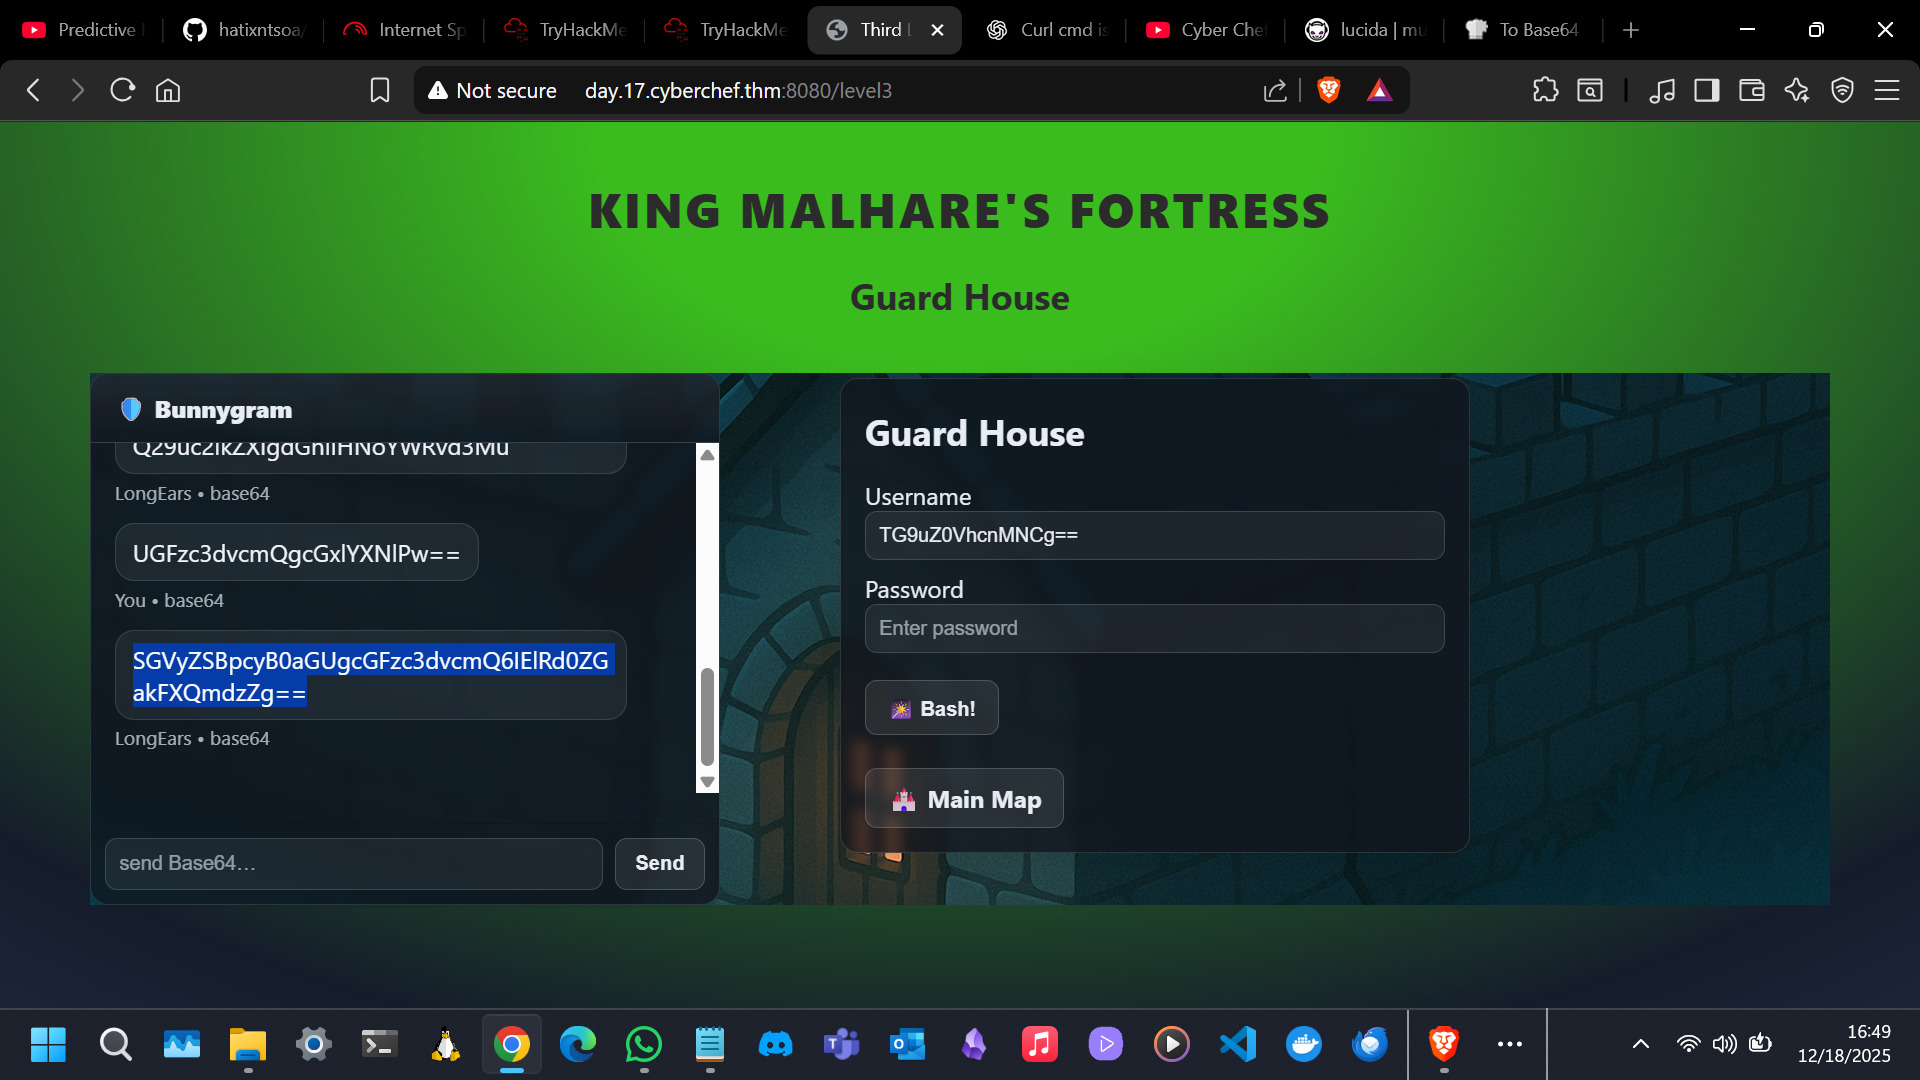 Predictive
hatixntsoa/
Internet Sp
TryHackMe
TryHackMe
Third L
Curl cmd is
Cyber Chef
lucida | mu
To Base64
Not secure
day.17.cyberchef.thm:8080/level3
KING MALHARE'S FORTRESS
Guard House
Bunnygram
Q29uc2lkZXIgdGhlIHNoYWRvd3Mu
LongEars • base64
UGFzc3dvcmQgcGxlYXNlPw==
You • base64
SGVyZSBpcyB0aGUgcGFzc3dvcmQ6IElRd0ZG
akFXQmdzZg==
LongEars • base64
send Base64...
Send
Guard House
Username
TG9uZ0VhcnMNCg==
Password
Enter password
Bash!
Main Map
16:49
12/18/2025